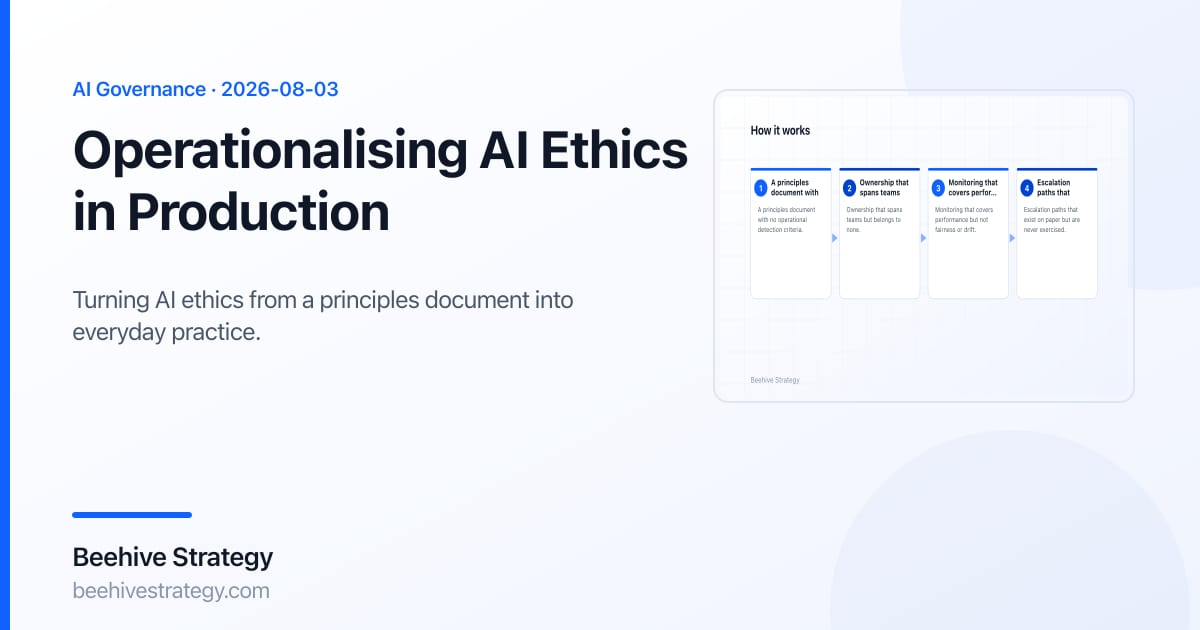 AI Governance · 2026-08-03
Operationalising AI Ethics
in Production
Turning AI ethics from a principles document into
everyday practice.
Beehive Strategy
beehivestrategy.com
How it works
1
A principles
document with
A principles document
with no operational
detection criteria.
2
Ownership that
spans teams
Ownership that spans
teams but belongs to
none.
3
Monitoring that
covers perfor...
Monitoring that covers
performance but not
fairness or drift.
4
Escalation
paths that
Escalation paths that
exist on paper but are
never exercised.
Beehive Strategy